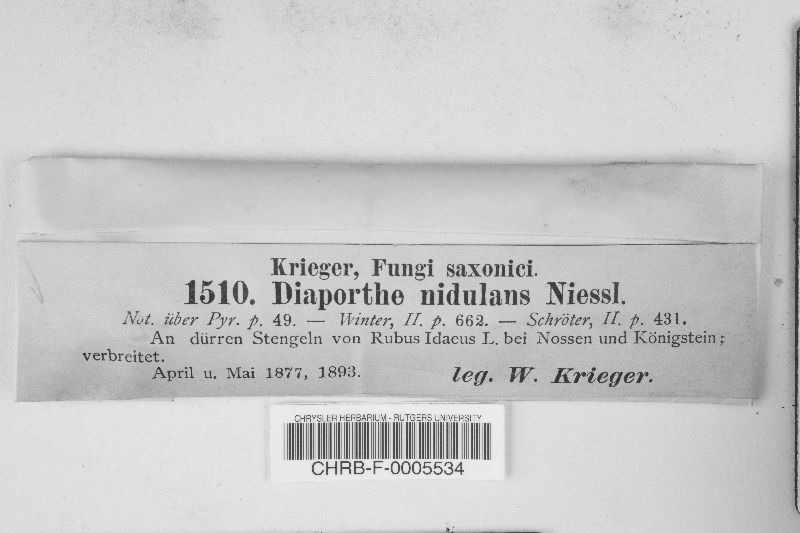 Krieger, Fungi saxonici.
1510. Diaporthe nidulans Niessl.
Not. über Pyr. p. 49. — Winter, II. p. 662. — Schröter, II. p. 431.
An dürren Stengeln von Rubus Idaeus L. bei Nossen und Königstein;
verbreitet.
April u. Mai 1877, 1893.
leg. W. Krieger.
CHRYSLER HERBARIUM - RUTGERS UNIVERSITY
CHRB-F-0005534